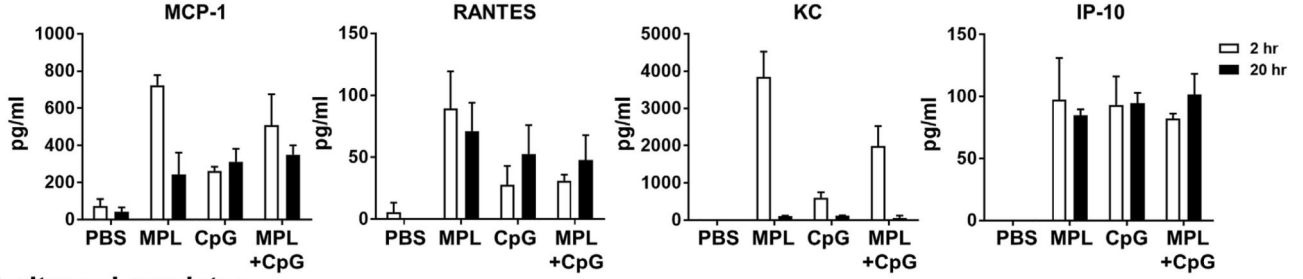 MCP-1
pg/ml
1000
800
600
400
200
0
PBS MPL CpG MPL
+CpG
RANTES
pg/ml
150
100
50
0
PBS MPL CpG MPL
+CpG
KC
pg/ml
5000
4000
3000
2000
1000
0
PBS MPL CpG MPL
+CpG
IP-10
pg/ml
150
100
50
0
PBS MPL CpG MPL
+CpG
2 hr
20 hr